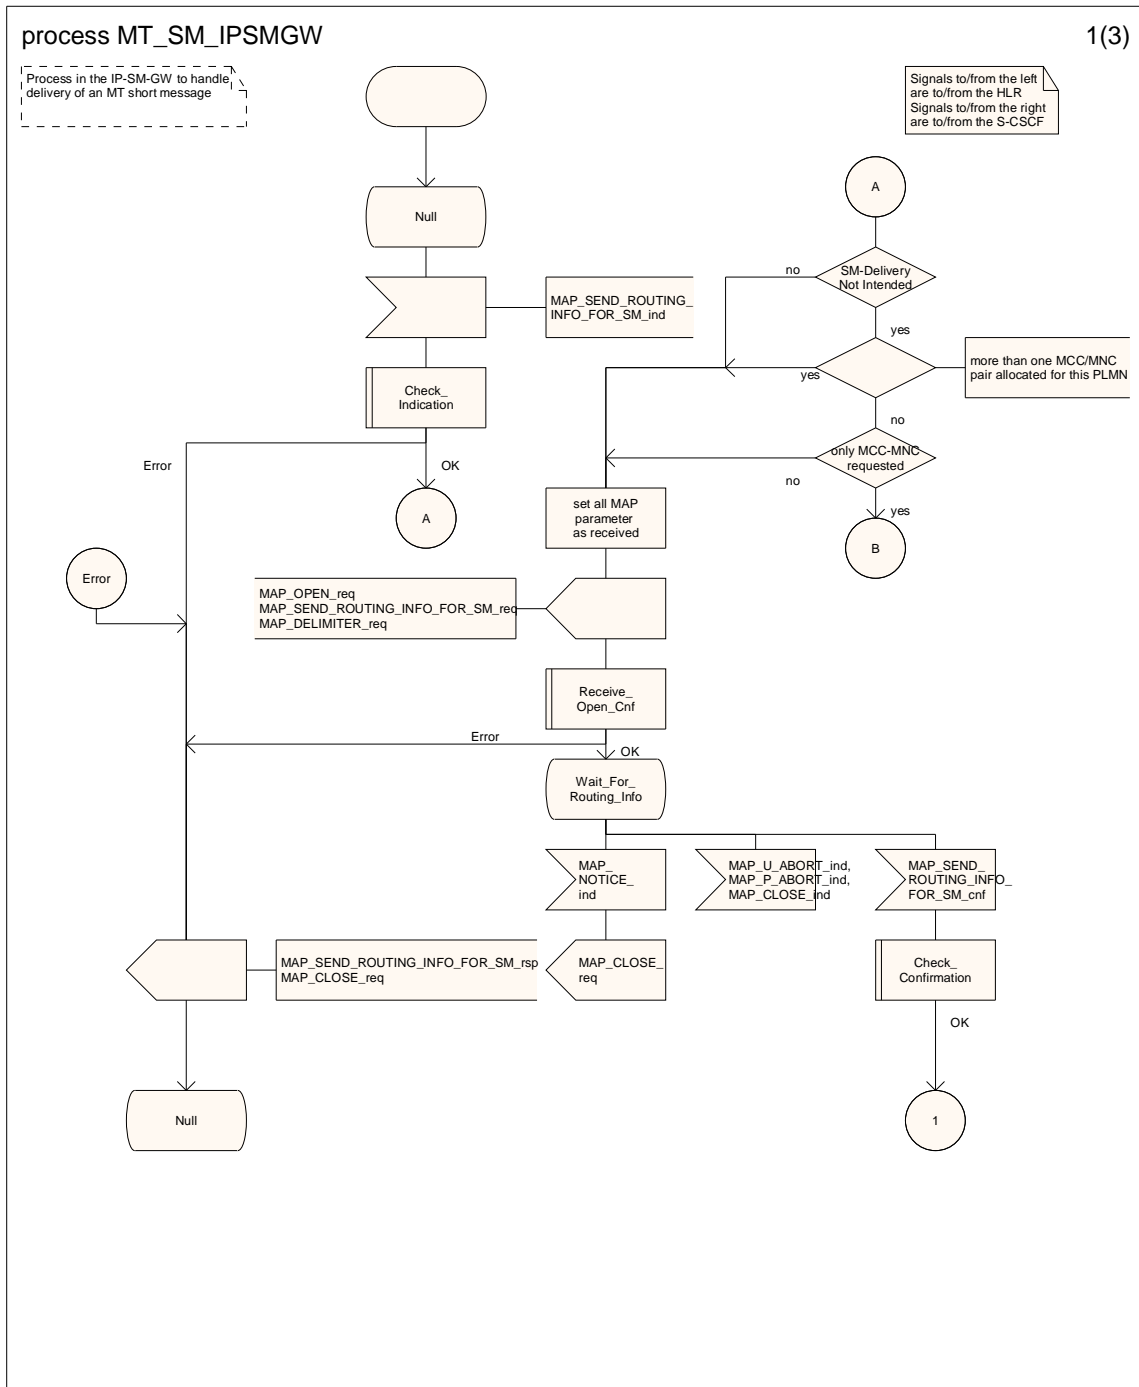 process MT_SM_IPSMGW
1(3)
Process in the IP-SM-GW to handle
delivery of an MT short message
Signals to/from the left
are to/from the HLR
Signals to/from the right
are to/from the S-CSCF
A
Null
SM-Delivery
Not Intended
no
yes
MAP_SEND_ROUTING_
INFO_FOR_SM_ind
more than one MCC/MNC
pair allocated for this PLMN
yes
no
Check_
Indication
Error
OK
only MCC-MNC
requested
no
yes
A
set all MAP
parameter
as received
B
Error
MAP_OPEN_req
MAP_SEND_ROUTING_INFO_FOR_SM_req
MAP_DELIMITER_req
Receive_
Open_Cnf
Error
OK
Wait_For_
Routing_Info
MAP_
NOTICE_
ind
MAP_U_ABORT_ind,
MAP_P_ABORT_ind,
MAP_CLOSE_ind
MAP_SEND_
ROUTING_INFO_
FOR_SM_cnf
MAP_SEND_ROUTING_INFO_FOR_SM_rsp
MAP_CLOSE_req
MAP_CLOSE_
req
Check_
Confirmation
OK
Null
1